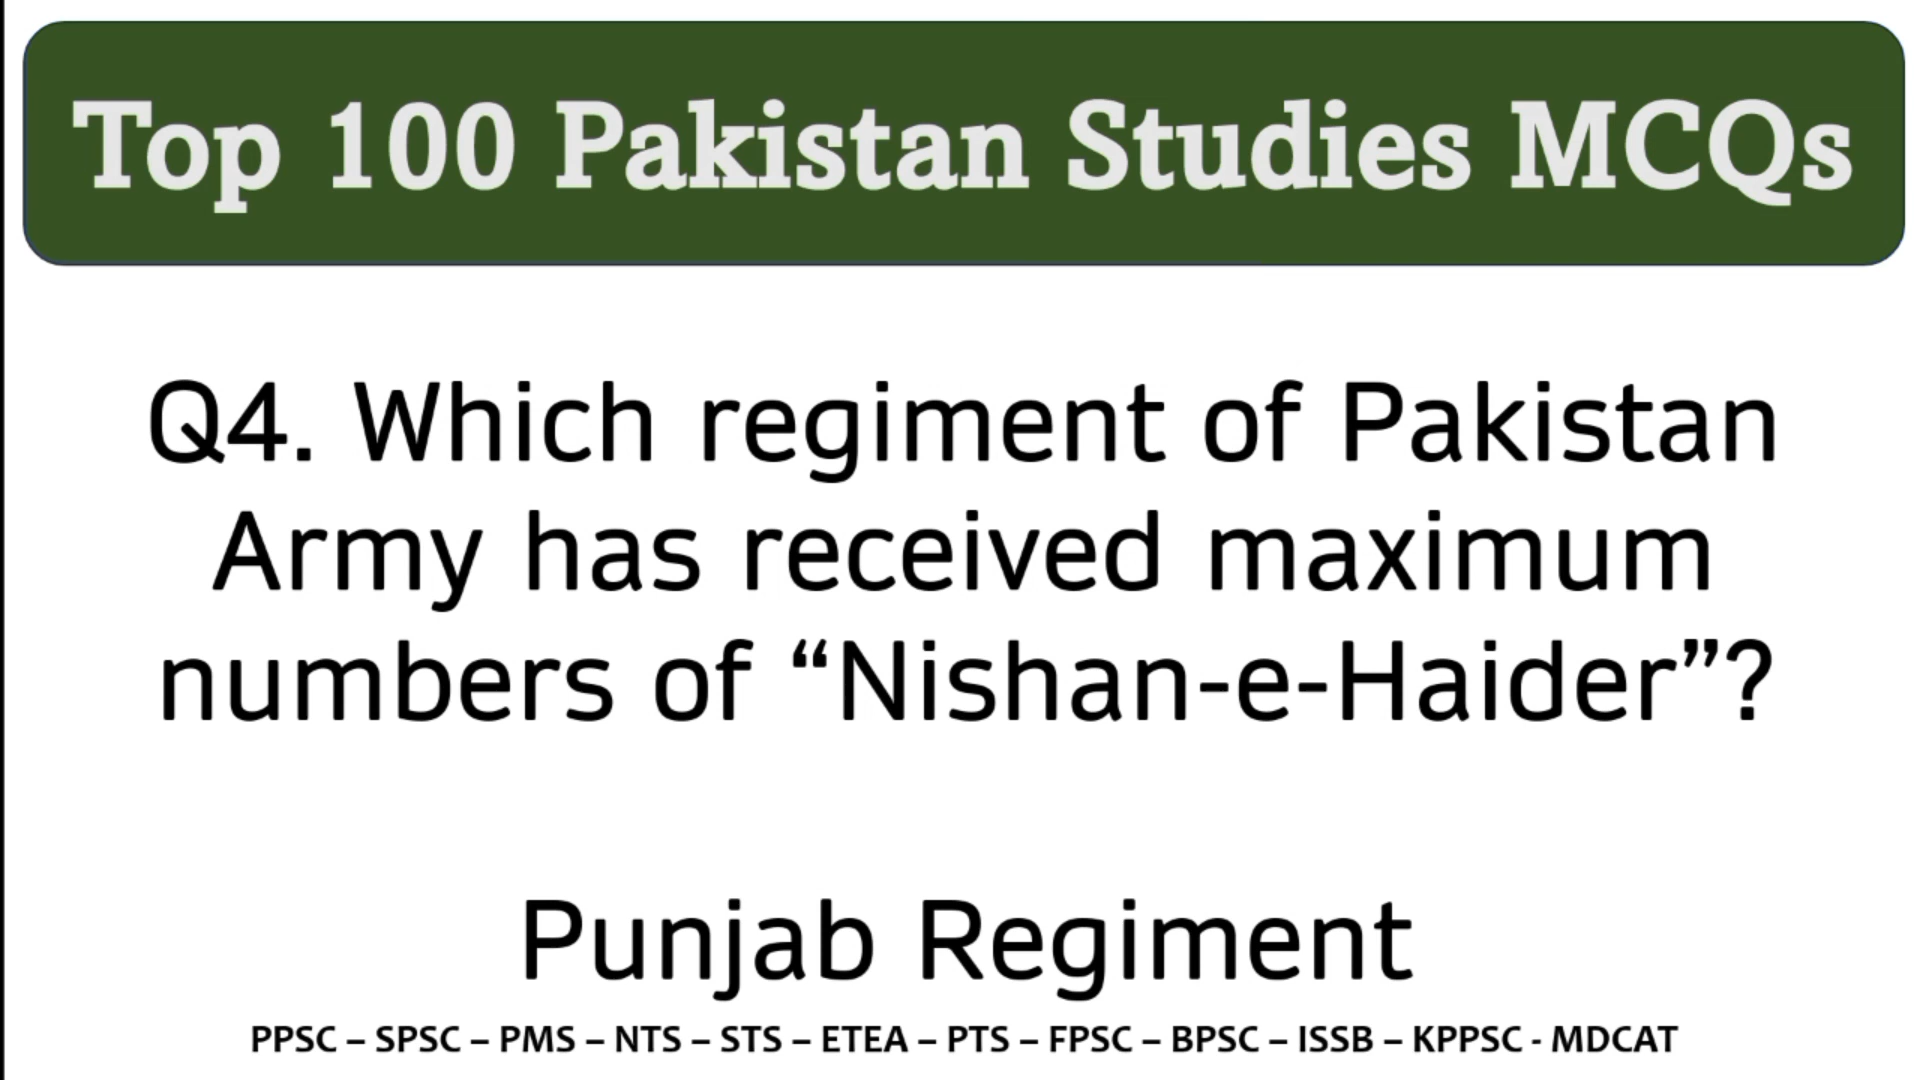 Top 100 Pakistan Studies MCQs
Q4. Which regiment of Pakistan
Army has received maximum
numbers of “Nishan-e-Haider”?
Punjab Regiment
PPSC – SPSC – PMS – NTS – STS – ETEA – PTS – FPSC – BPSC – ISSB – KPPSC - MDCAT